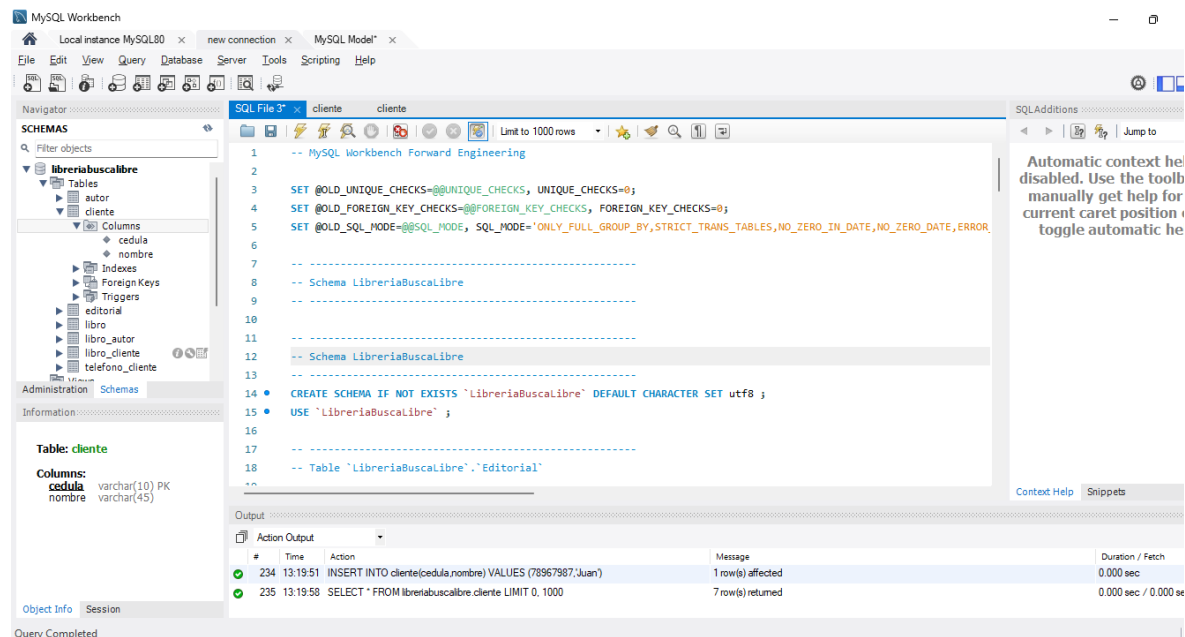 MySQL Workbench
Local instance MySQL80 × new connection × MySQL Model* ×
File Edit View Query Database Server Tools Scripting Help
Navigator
SCHEMAS
Filter objects
libreriabuscalibre
Tables
autor
cliente
Columns
cedula
nombre
Indexes
Foreign Keys
Triggers
editorial
libro
libro_autor
libro_cliente
telefono_cliente
Views
Administration Schemas
Information
Table: cliente
Columns:
cedula varchar(10) PK
nombre varchar(45)
Object Info Session
Query Completed
SQL File 3* × cliente cliente
Limit to 1000 rows
1 -- MySQL Workbench Forward Engineering
2
3 SET @OLD_UNIQUE_CHECKS=@@UNIQUE_CHECKS, UNIQUE_CHECKS=0;
4 SET @OLD_FOREIGN_KEY_CHECKS=@@FOREIGN_KEY_CHECKS, FOREIGN_KEY_CHECKS=0;
5 SET @OLD_SQL_MODE=@@SQL_MODE, SQL_MODE='ONLY_FULL_GROUP_BY,STRICT_TRANS_TABLES,NO_ZERO_IN_DATE,NO_ZERO_DATE,ERROR_
6
7 -- -----------------------------------------------------
8 -- Schema LibreriaBuscaLibre
9 -- -----------------------------------------------------
10
11 -- -----------------------------------------------------
12 -- Schema LibreriaBuscaLibre
13 -- -----------------------------------------------------
14 CREATE SCHEMA IF NOT EXISTS `LibreriaBuscaLibre` DEFAULT CHARACTER SET utf8 ;
15 USE `LibreriaBuscaLibre` ;
16
17 -- -----------------------------------------------------
18 -- Table `LibreriaBuscaLibre`.`Editorial`
SQLAdditions
Jump to
Automatic context hel
disabled. Use the toolb
manually get help for
current caret position
toggle automatic he
Context Help Snippets
Output
Action Output
# Time Action Message Duration / Fetch
234 13:19:51 INSERT INTO cliente(cedula,nombre) VALUES (78967987,'Juan') 1 row(s) affected 0.000 sec
235 13:19:58 SELECT * FROM libreriabuscalibre.cliente LIMIT 0, 1000 7 row(s) returned 0.000 sec / 0.000 se